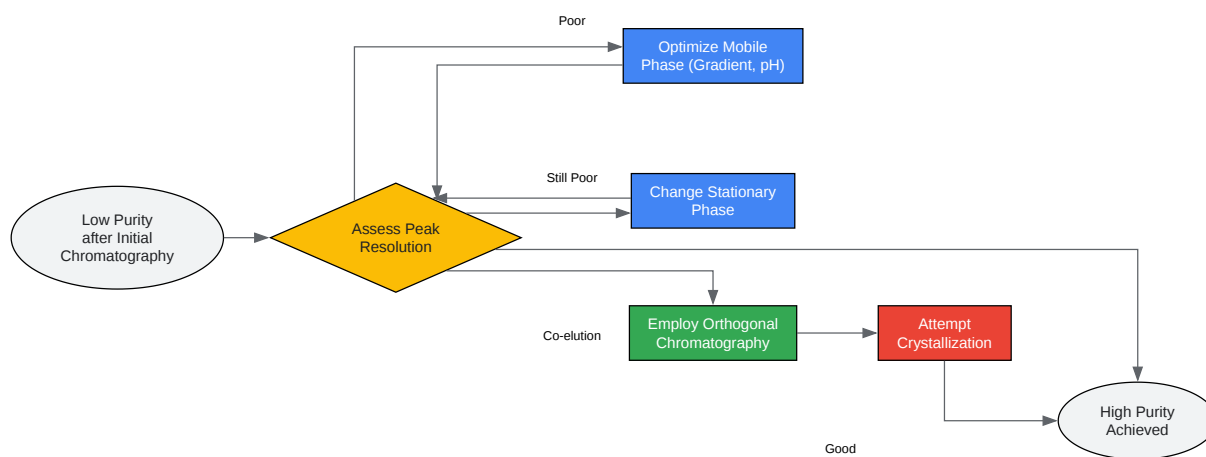 Poor
Optimize Mobile
Phase (Gradient, pH)
Still Poor
Change Stationary
Phase
Low Purity
after Initial
Chromatography
Assess Peak
Resolution
Co-elution
Employ Orthogonal
Chromatography
Attempt
Crystallization
High Purity
Achieved
Good